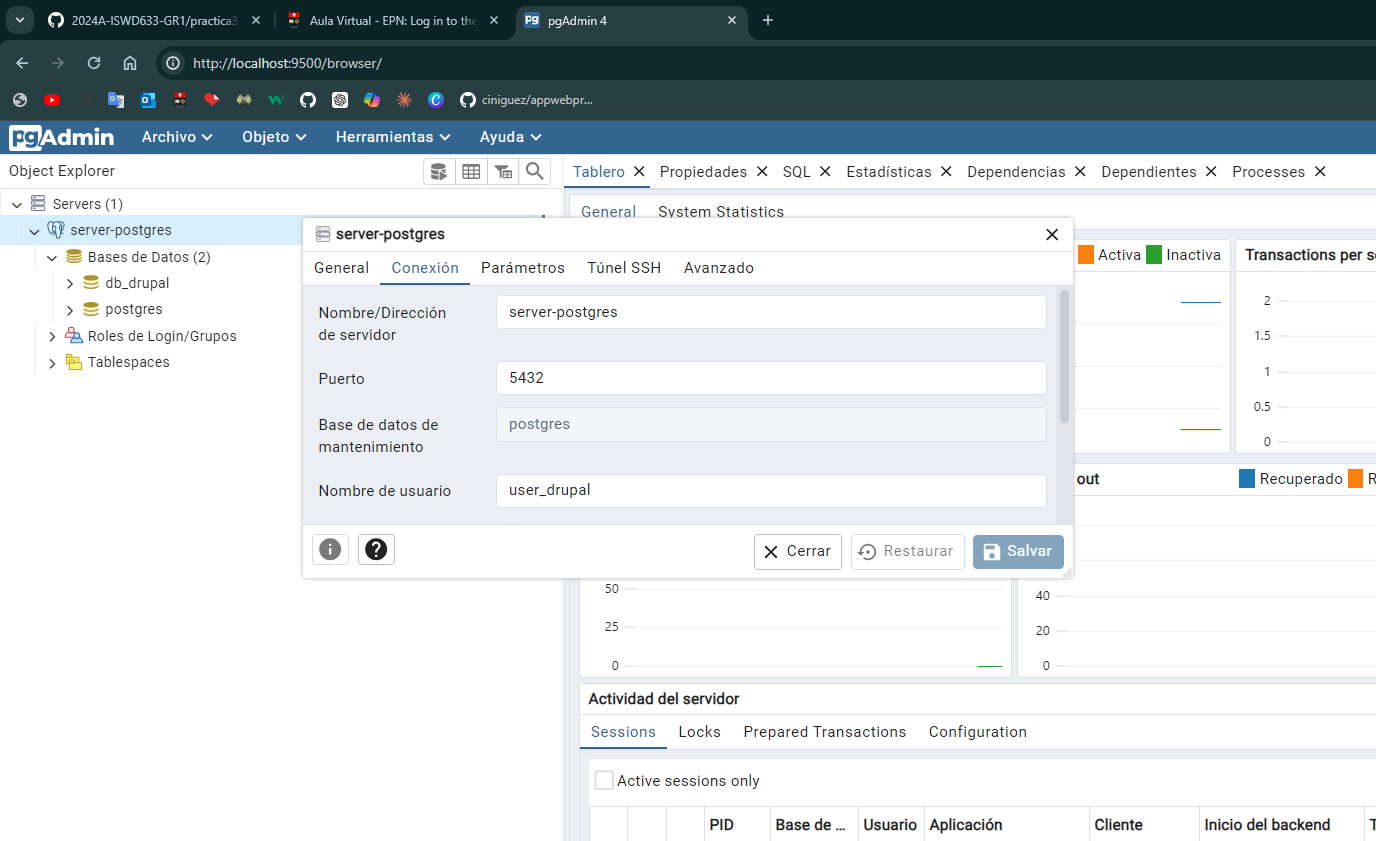 2024A-ISWD633-GR1/practica3
Aula Virtual - EPN: Log in to the
pgAdmin 4
http://localhost:9500/browser/
ciniguez/appwebpr...
pgAdmin
Archivo
Objeto
Herramientas
Ayuda
Object Explorer
Tablero
Propiedades
SQL
Estadísticas
Dependencias
Dependientes
Processes
Servers (1)
server-postgres
Bases de Datos (2)
db_drupal
postgres
Roles de Login/Grupos
Tablespaces
General
System Statistics
server-postgres
General
Conexión
Parámetros
Túnel SSH
Avanzado
Nombre/Dirección
de servidor
server-postgres
Puerto
5432
Base de datos de
mantenimiento
postgres
Nombre de usuario
user_drupal
Cerrar
Restaurar
Salvar
Activa
Inactiva
Transactions per s
2
1.5
1
0.5
0
out
Recuperado
R
50
25
0
40
20
0
Actividad del servidor
Sessions
Locks
Prepared Transactions
Configuration
Active sessions only
PID
Base de ...
Usuario
Aplicación
Cliente
Inicio del backend
T